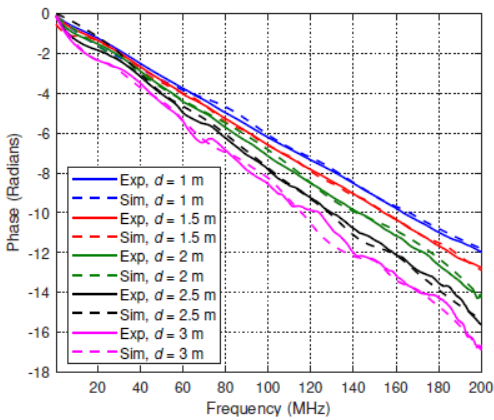 0
-2
-4
-6
-8
-10
-12
-14
-16
-18
Phase (Radians)
Exp, d = 1 m
Sim, d = 1 m
Exp, d = 1.5 m
Sim, d = 1.5 m
Exp, d = 2 m
Sim, d = 2 m
Exp, d = 2.5 m
Sim, d = 2.5 m
Exp, d = 3 m
Sim, d = 3 m
20 40 60 80 100 120 140 160 180 200
Frequency (MHz)